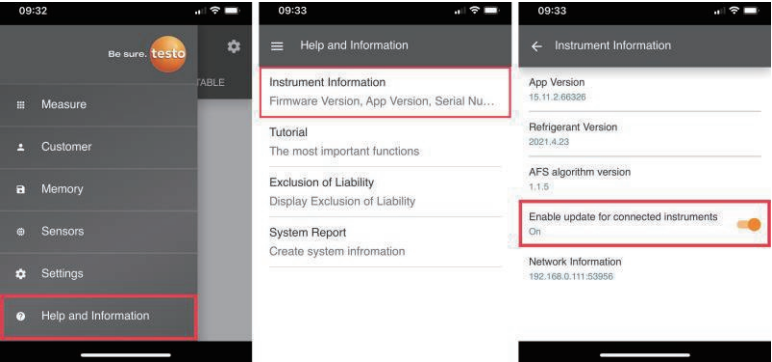 09:32
Be sure. testo
TABLE
Measure
Customer
Memory
Sensors
Settings
Help and Information
09:33
Help and Information
Instrument Information
Firmware Version, App Version, Serial Nu...
Tutorial
The most important functions
Exclusion of Liability
Display Exclusion of Liability
System Report
Create system infromation
09:33
Instrument Information
App Version
15.11.2.66326
Refrigerant Version
2021.4.23
AFS algorithm version
1.1.5
Enable update for connected instruments
On
Network Information
192.168.0.111:53956